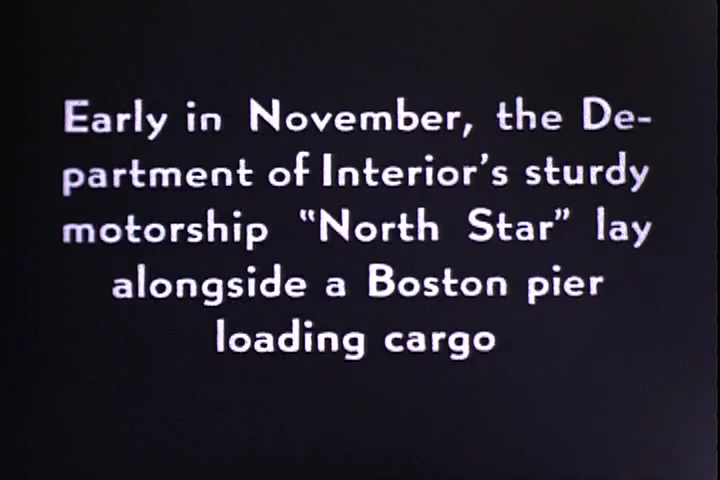 Early in November, the De-
partment of Interior's sturdy
motorship "North Star" lay
alongside a Boston pier
loading cargo